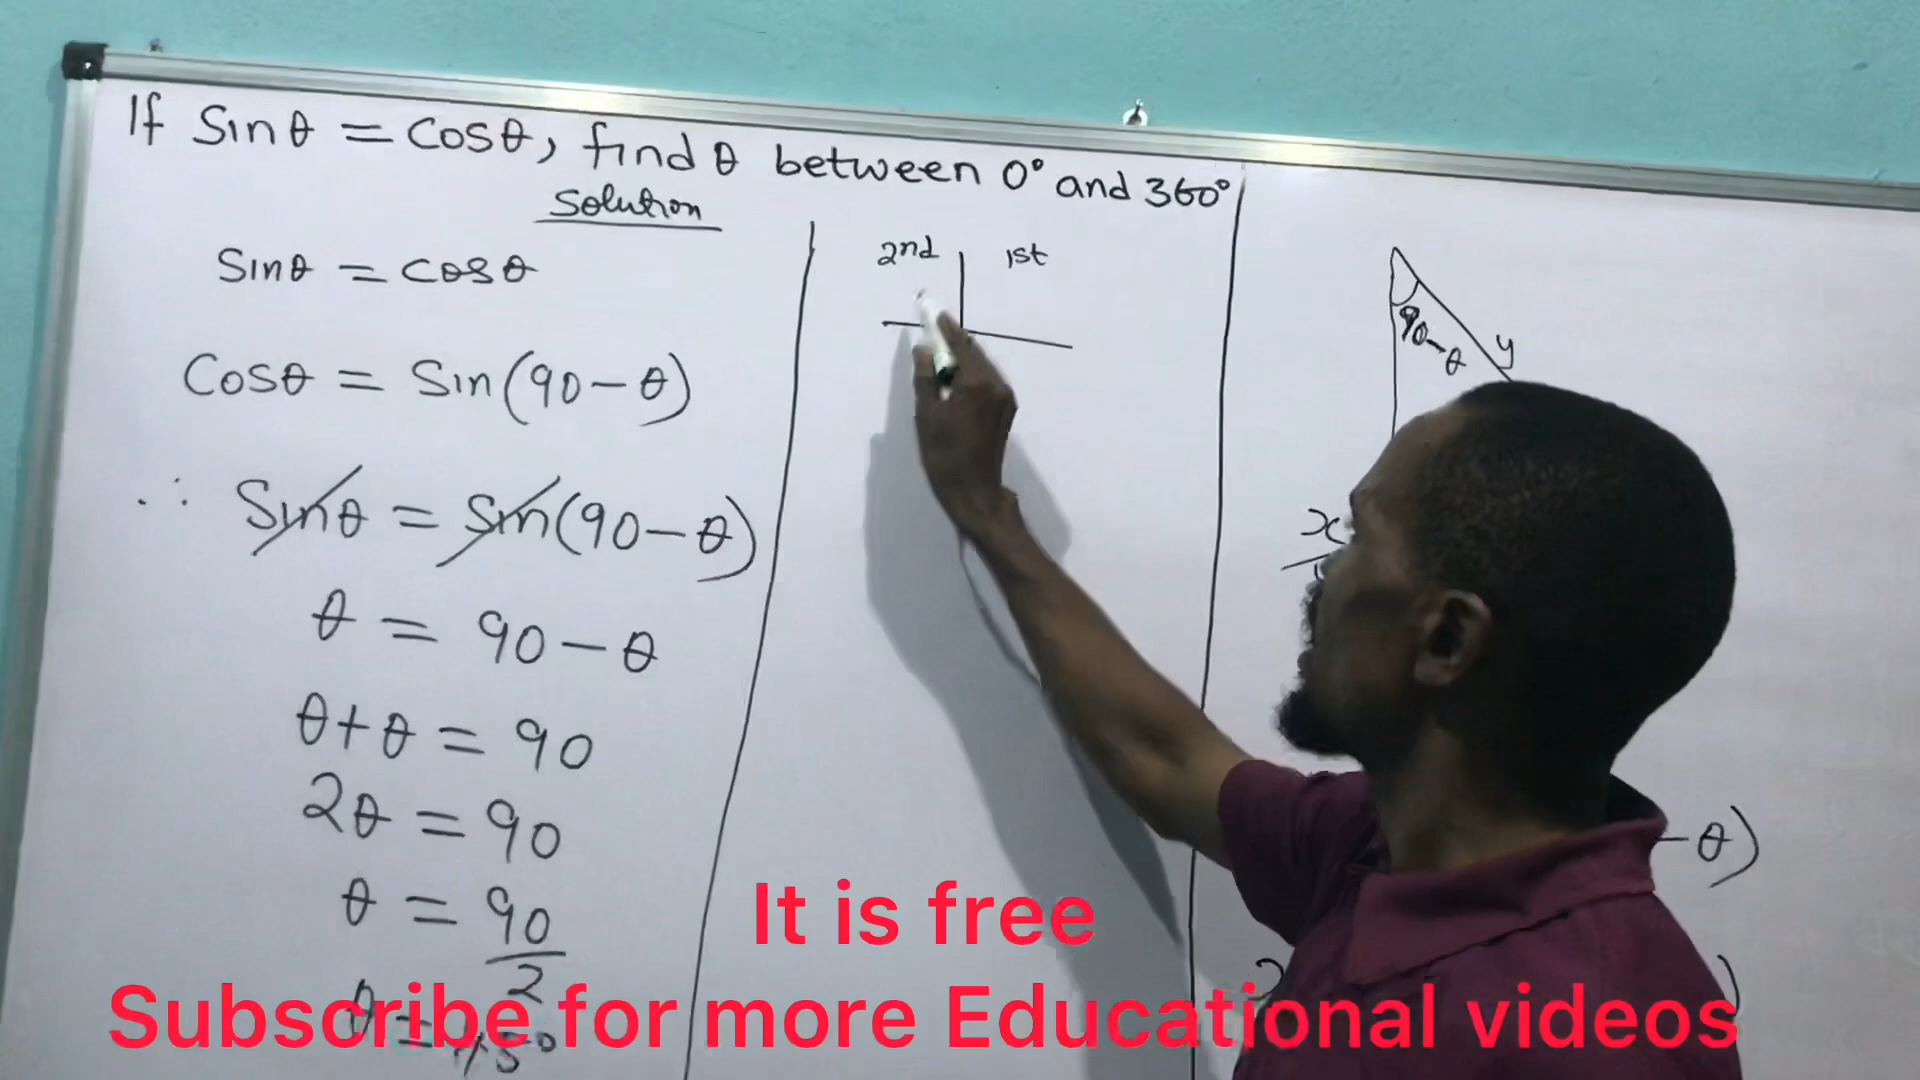 If Sinθ = Cosθ, find θ between 0° and 360°
Solution
Sinθ = Cosθ
Cosθ = Sin(90-θ)
∴ Sinθ = Sin(90-θ)
θ = 90-θ
θ+θ = 90
2θ = 90
θ = 90
2
θ = 45°
2nd 1st
90-θ
y
x
-θ)
)
It is free
Subscribe for more Educational videos